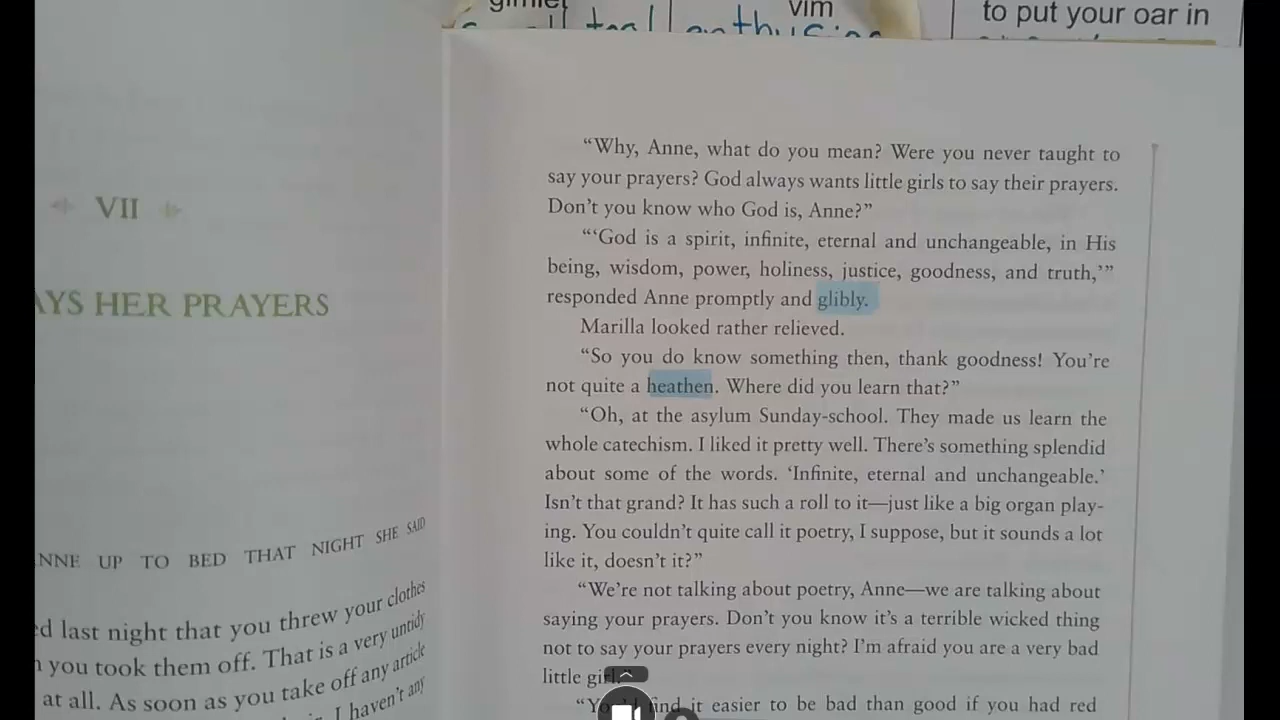 gimlet
vim
to put your oar in
VII
AYS HER PRAYERS
NNE UP TO BED THAT NIGHT SHE SAID
ed last night that you threw your clothes
you took them off. That is a very untidy
at all. As soon as you take off any article
I haven't any
“Why, Anne, what do you mean? Were you never taught to
say your prayers? God always wants little girls to say their prayers.
Don't you know who God is, Anne?”
“‘God is a spirit, infinite, eternal and unchangeable, in His
being, wisdom, power, holiness, justice, goodness, and truth,’”
responded Anne promptly and glibly.
Marilla looked rather relieved.
“So you do know something then, thank goodness! You're
not quite a heathen. Where did you learn that?”
“Oh, at the asylum Sunday-school. They made us learn the
whole catechism. I liked it pretty well. There's something splendid
about some of the words. ‘Infinite, eternal and unchangeable.’
Isn't that grand? It has such a roll to it—just like a big organ play-
ing. You couldn't quite call it poetry, I suppose, but it sounds a lot
like it, doesn't it?”
“We're not talking about poetry, Anne—we are talking about
saying your prayers. Don't you know it's a terrible wicked thing
not to say your prayers every night? I'm afraid you are a very bad
little girl.”
“You'd find it easier to be bad than good if you had red